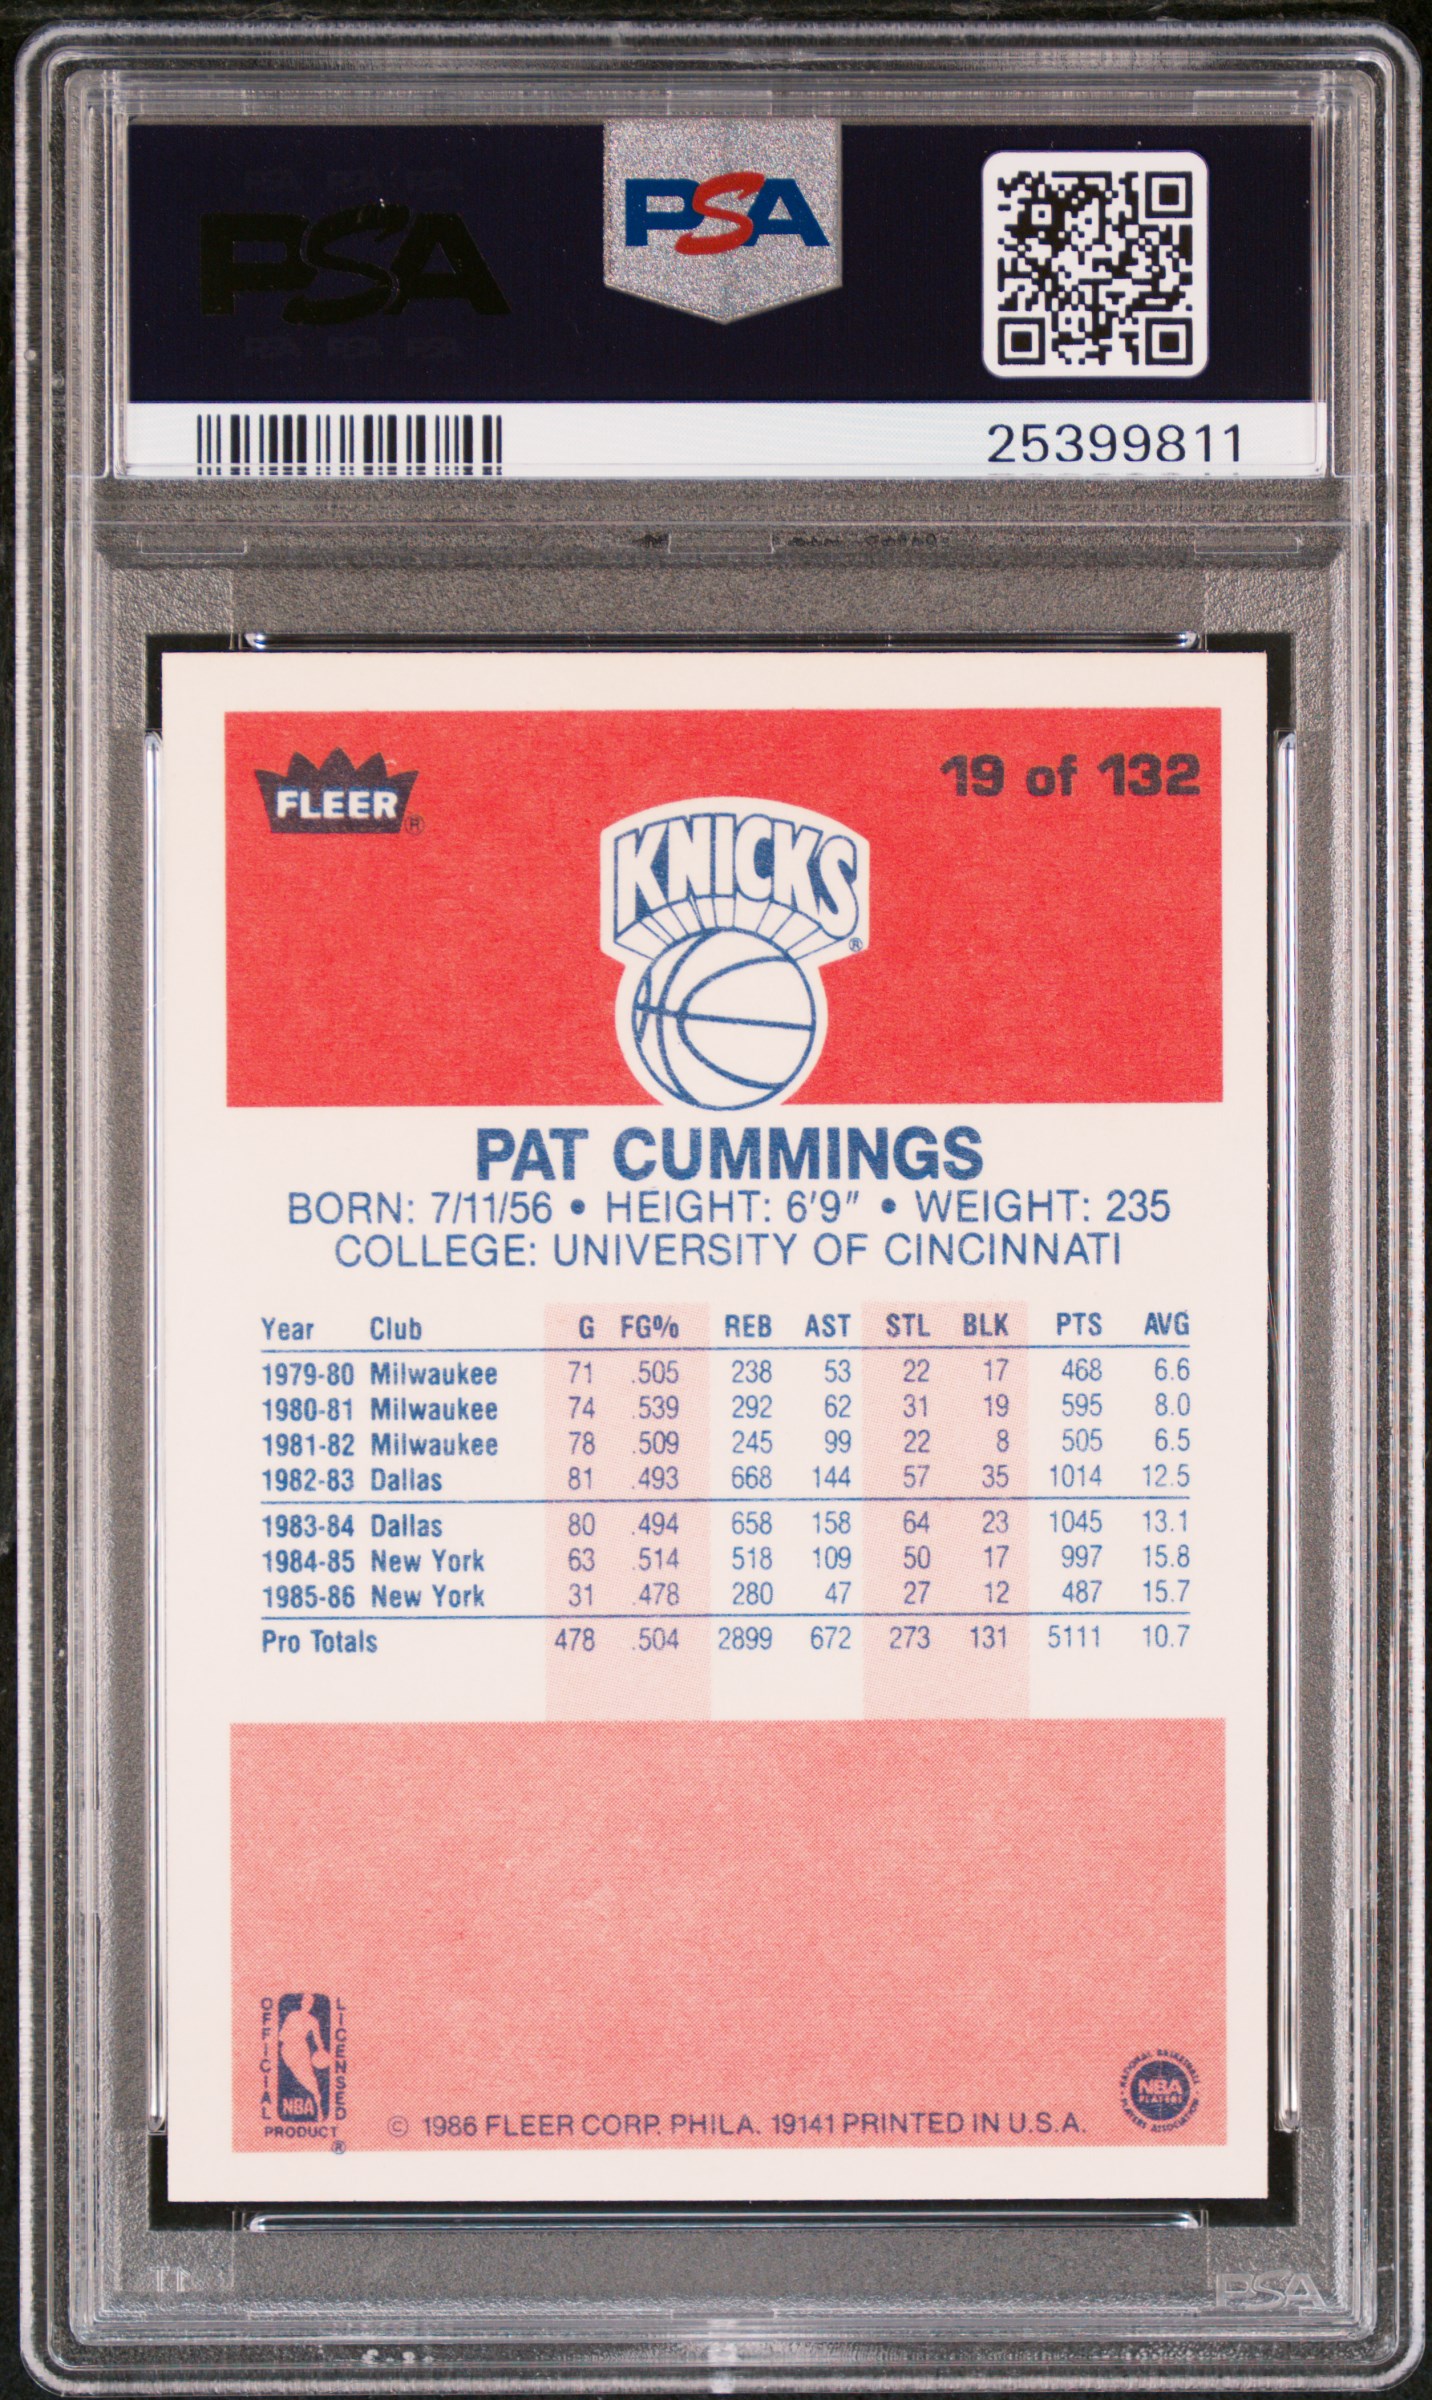 PSA
PSA
25399811
FLEER ®
19 of 132
KNICKS ®
PAT CUMMINGS
BORN: 7/11/56 • HEIGHT: 6'9" • WEIGHT: 235
COLLEGE: UNIVERSITY OF CINCINNATI
Year Club G FG% REB AST STL BLK PTS AVG
1979-80 Milwaukee 71 .505 238 53 22 17 468 6.6
1980-81 Milwaukee 74 .539 292 62 31 19 595 8.0
1981-82 Milwaukee 78 .509 245 99 22 8 505 6.5
1982-83 Dallas 81 .493 668 144 57 35 1014 12.5
1983-84 Dallas 80 .494 658 158 64 23 1045 13.1
1984-85 New York 63 .514 518 109 50 17 997 15.8
1985-86 New York 31 .478 280 47 27 12 487 15.7
Pro Totals 478 .504 2899 672 273 131 5111 10.7
OFFICIAL LICENSED
NBA
PRODUCT ®
© 1986 FLEER CORP. PHILA. 19141 PRINTED IN U.S.A.
NATIONAL BASKETBALL
NBA
PLAYERS
PLAYERS ASSOCIATION
PSA